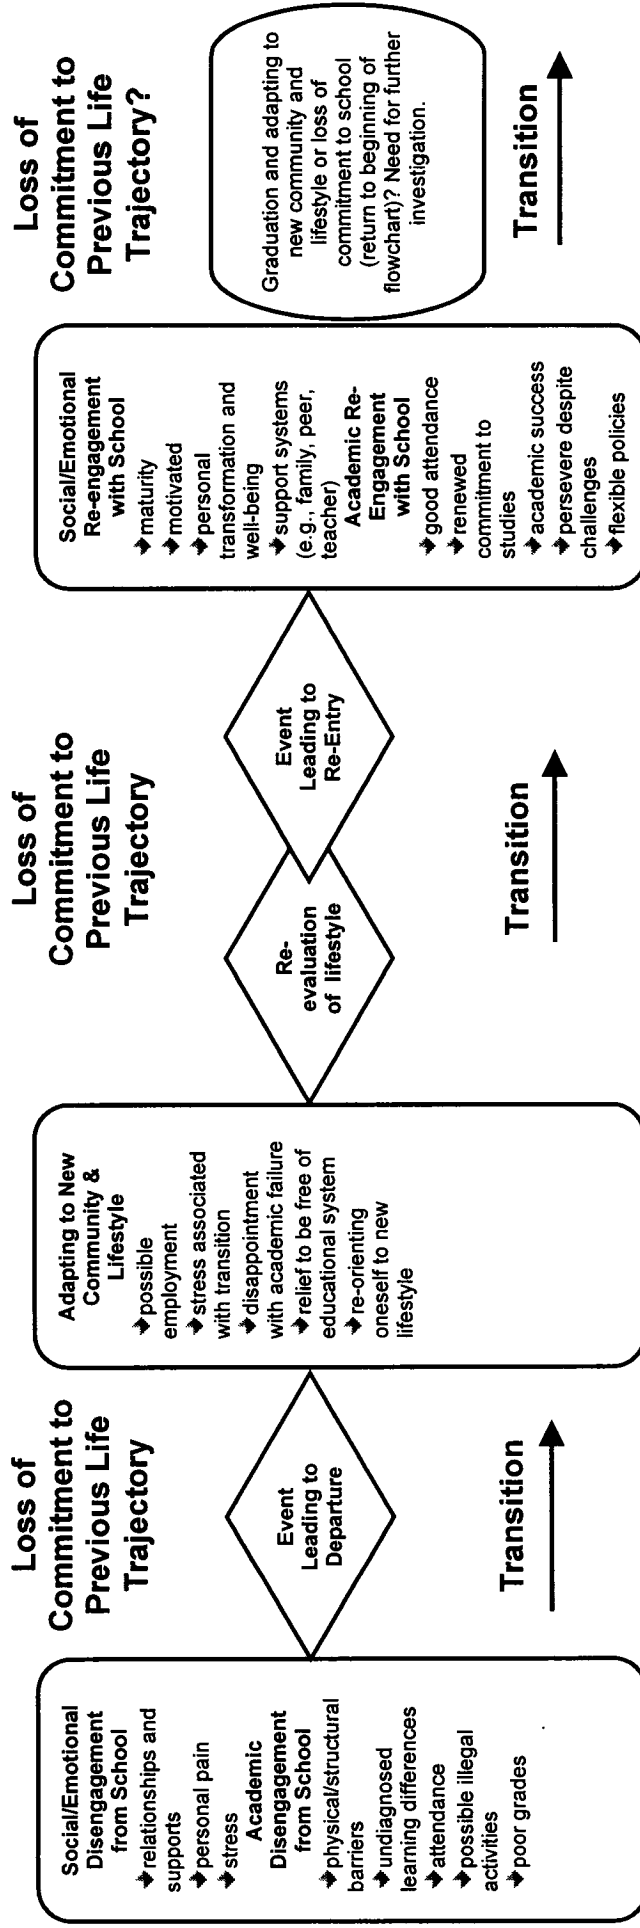 Social/Emotional
Disengagement
from School
relationships and
supports
personal pain
stress
Academic
Disengagement
from School
physical/structural
barriers
undiagnosed
learning differences
attendance
possible illegal
activities
poor grades
Loss of
Commitment to
Previous Life
Trajectory
Event
Leading to
Departure
Transition
Adapting to New
Community &
Lifestyle
possible
employment
stress associated
with transition
disappointment
with academic failure
relief to be free of
educational system
re-orienting
oneself to new
lifestyle
Loss of
Commitment to
Previous Life
Trajectory
Re-
evaluation
of lifestyle
Event
Leading to
Re-Entry
Transition
Social/Emotional
Re-engagement
with School
maturity
motivated
personal
transformation and
well-being
support systems
(e.g., family, peer,
teacher)
Academic Re-
Engagement
with School
good attendance
renewed
commitment to
studies
academic success
persevere despite
challenges
flexible policies
Loss of
Commitment to
Previous Life
Trajectory?
Graduation and adapting to
new community and
lifestyle or loss of
commitment to school
(return to beginning of
flowchart)? Need for further
investigation.
Transition